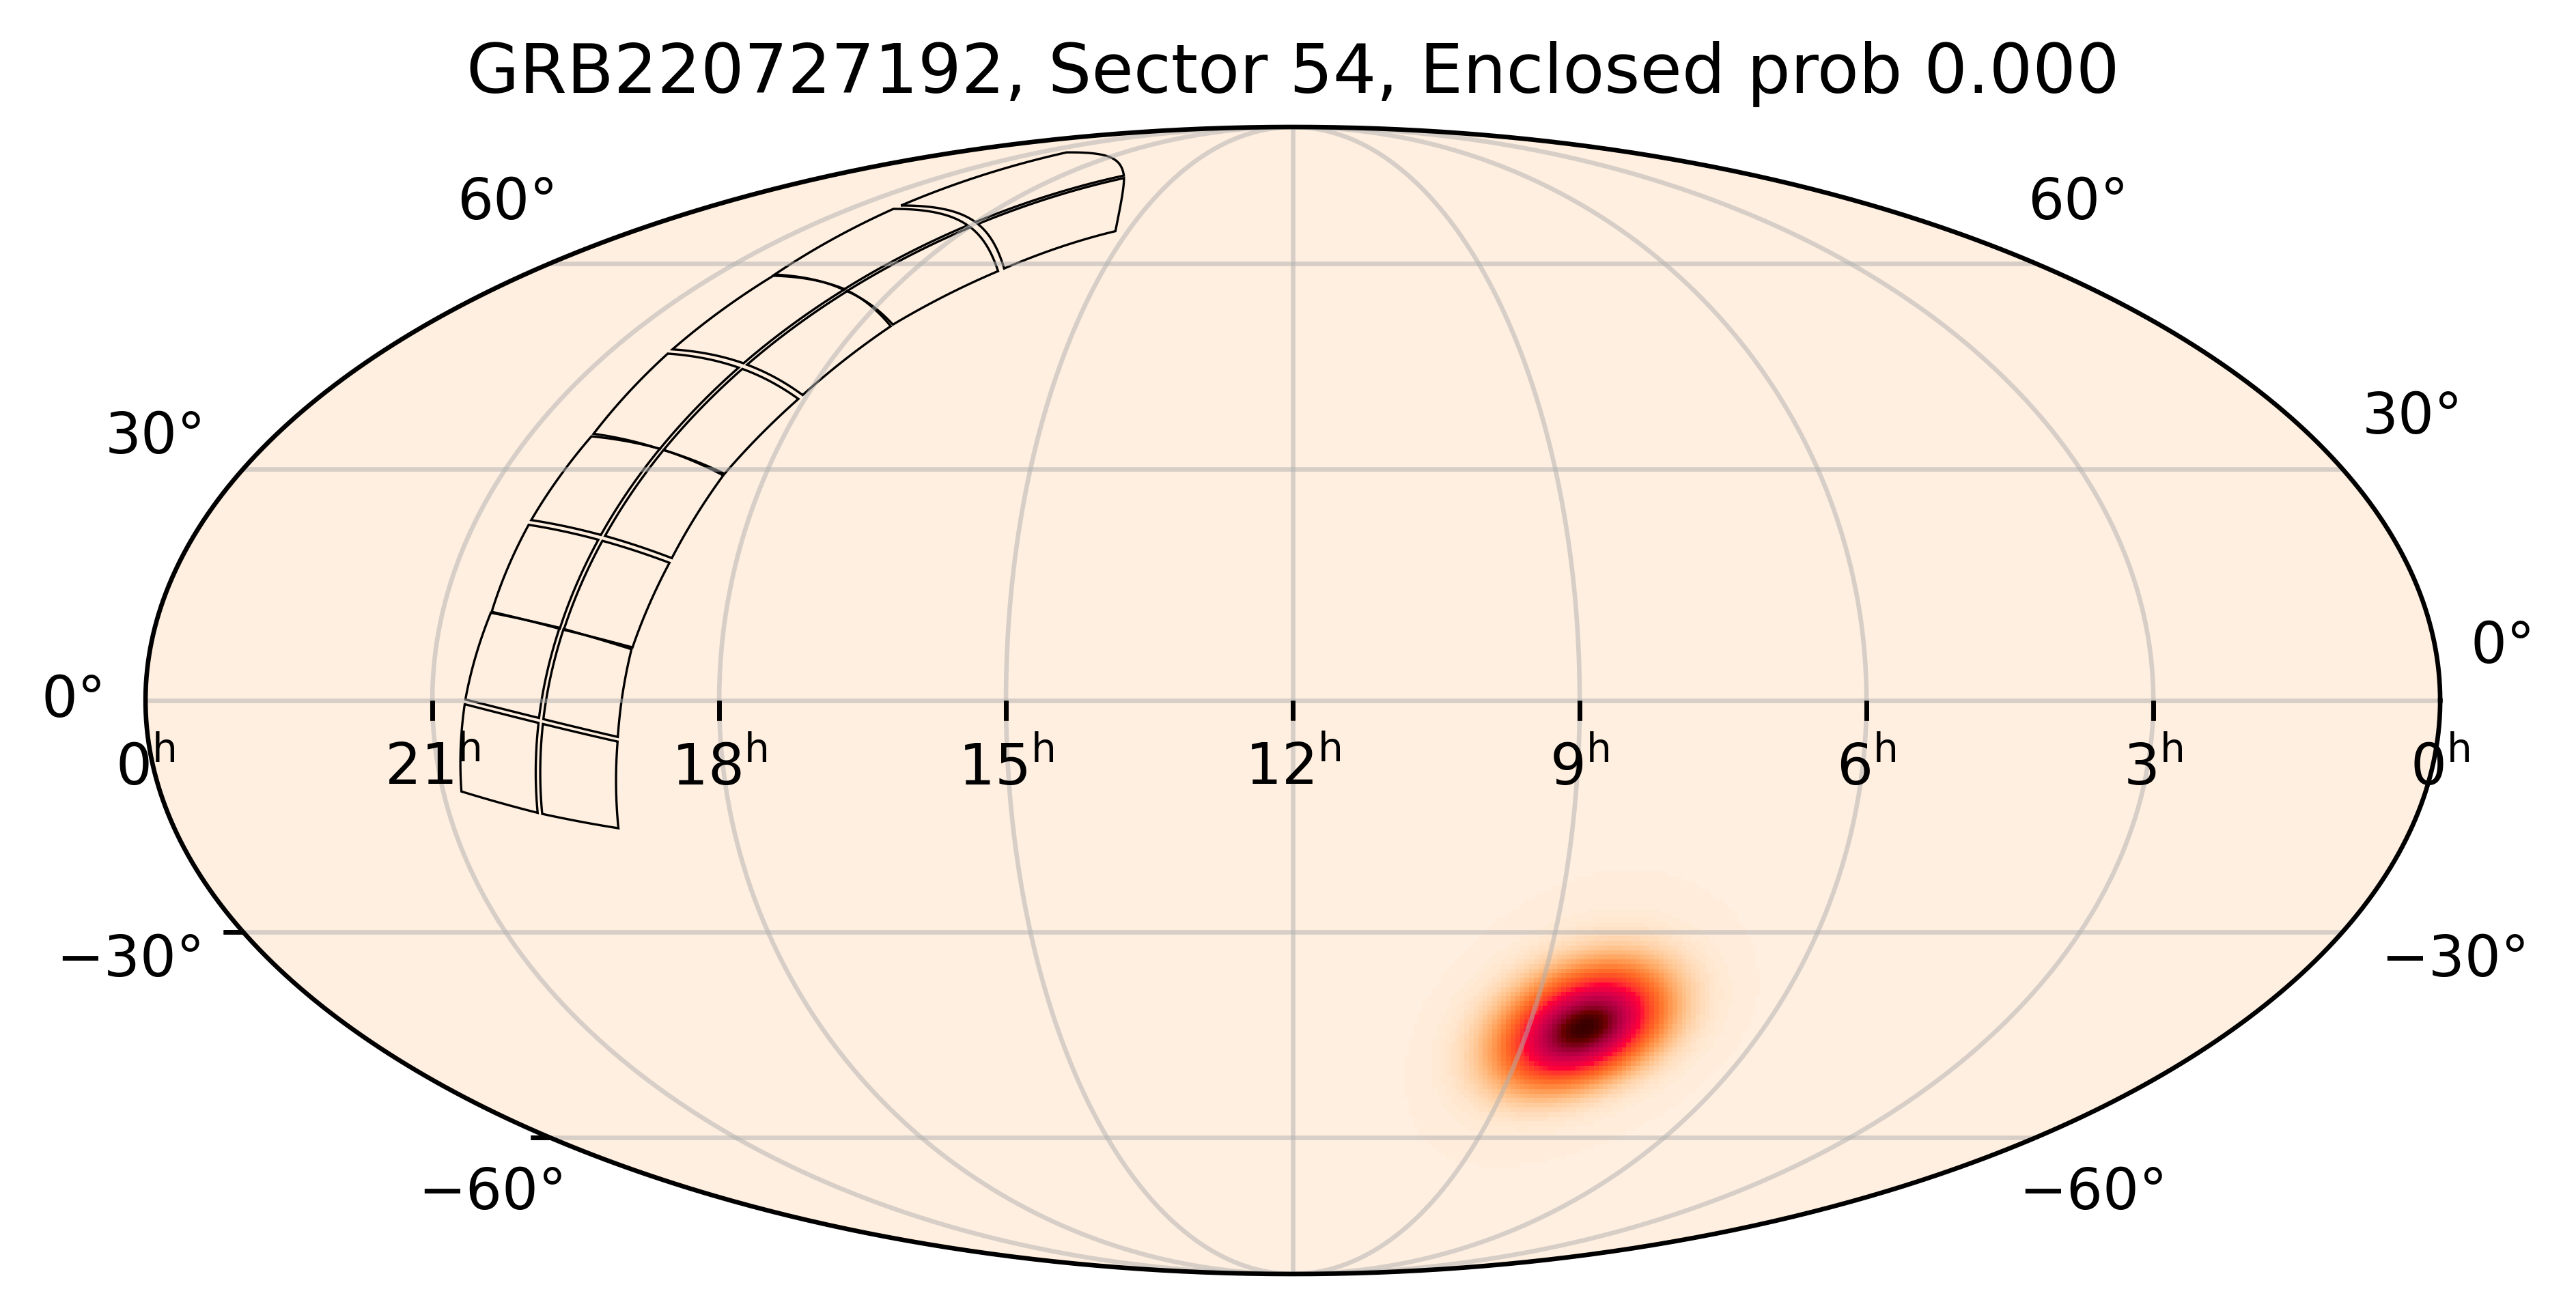 GRB220727192, Sector 54, Enclosed prob 0.000
60° 60°
30° 30°
0° 0°
0h 21h 18h 15h 12h 9h 6h 3h 0h
−30° −30°
−60° −60°